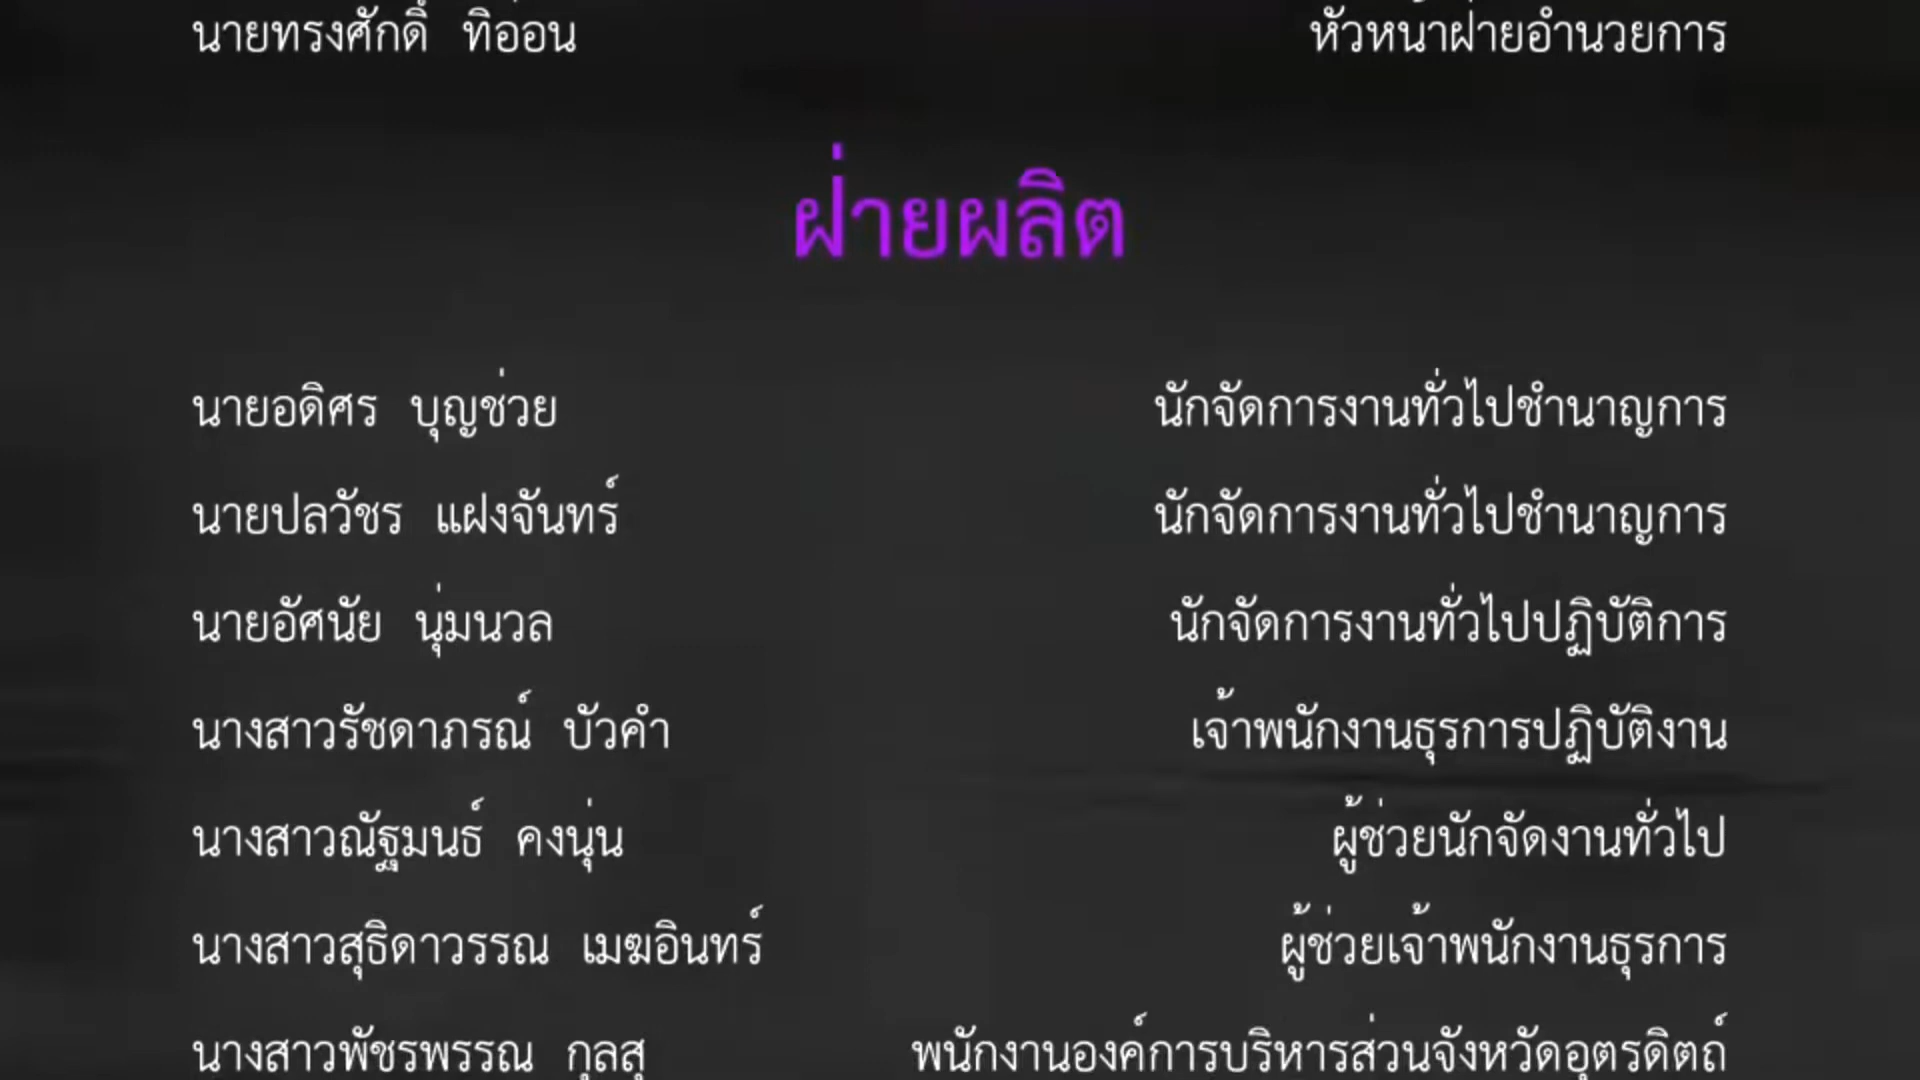 นายทรงศักดิ์ ทิอ่อน หัวหน้าฝ่ายอำนวยการ
ฝ่ายผลิต
นายอดิศร บุญช่วย นักจัดการงานทั่วไปชำนาญการ
นายปลวัชร แฝงจันทร์ นักจัดการงานทั่วไปชำนาญการ
นายอัศนัย นุ่มนวล นักจัดการงานทั่วไปปฏิบัติการ
นางสาวรัชดาภรณ์ บัวคำ เจ้าพนักงานธุรการปฏิบัติงาน
นางสาวณัฐมนธ์ คงนุ่น ผู้ช่วยนักจัดงานทั่วไป
นางสาวสุธิดาวรรณ เมฆอินทร์ ผู้ช่วยเจ้าพนักงานธุรการ
นางสาวพัชรพรรณ กุลสุ พนักงานองค์การบริหารส่วนจังหวัดอุตรดิตถ์